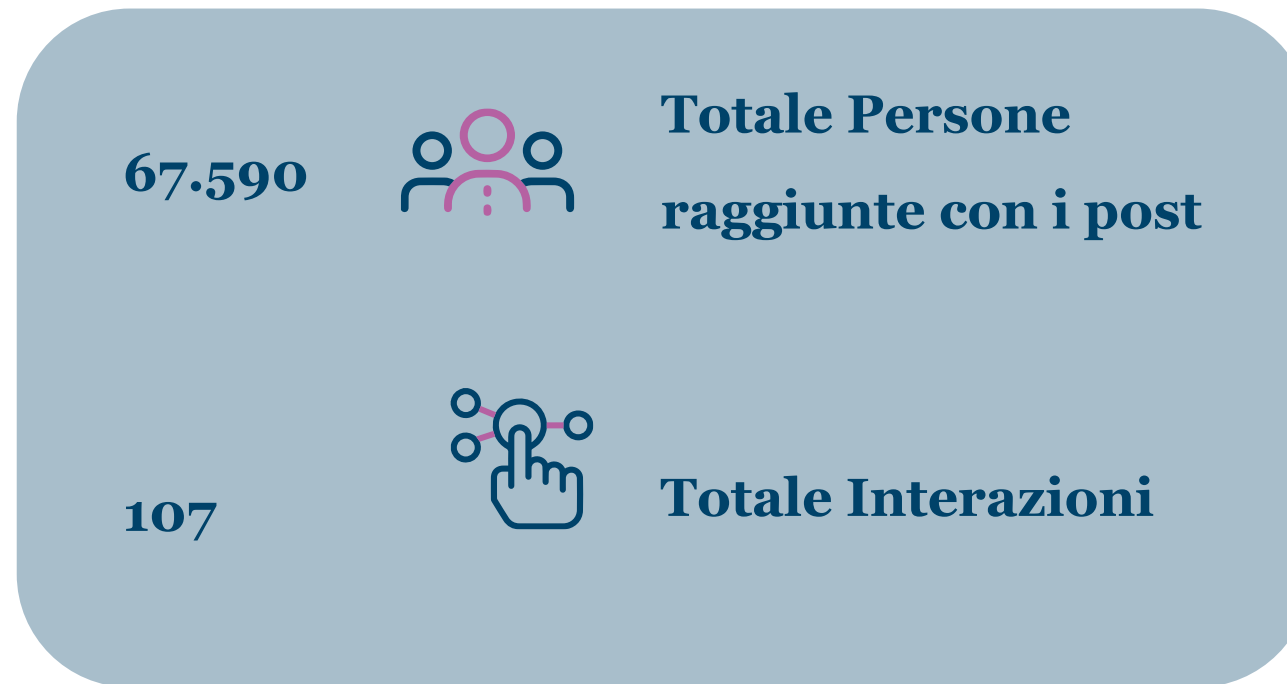 67.590
Totale Persone
raggiunte con i post
107
Totale Interazioni